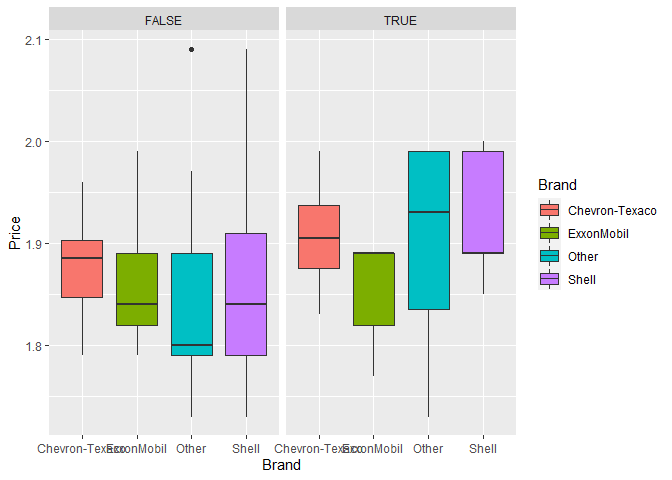 FALSE
TRUE
2.1
2.0
1.9
1.8
Price
Chevron-Texaco
ExxonMobil
Other
Shell
Chevron-Texaco
ExxonMobil
Other
Shell
Brand
Brand
Chevron-Texaco
ExxonMobil
Other
Shell